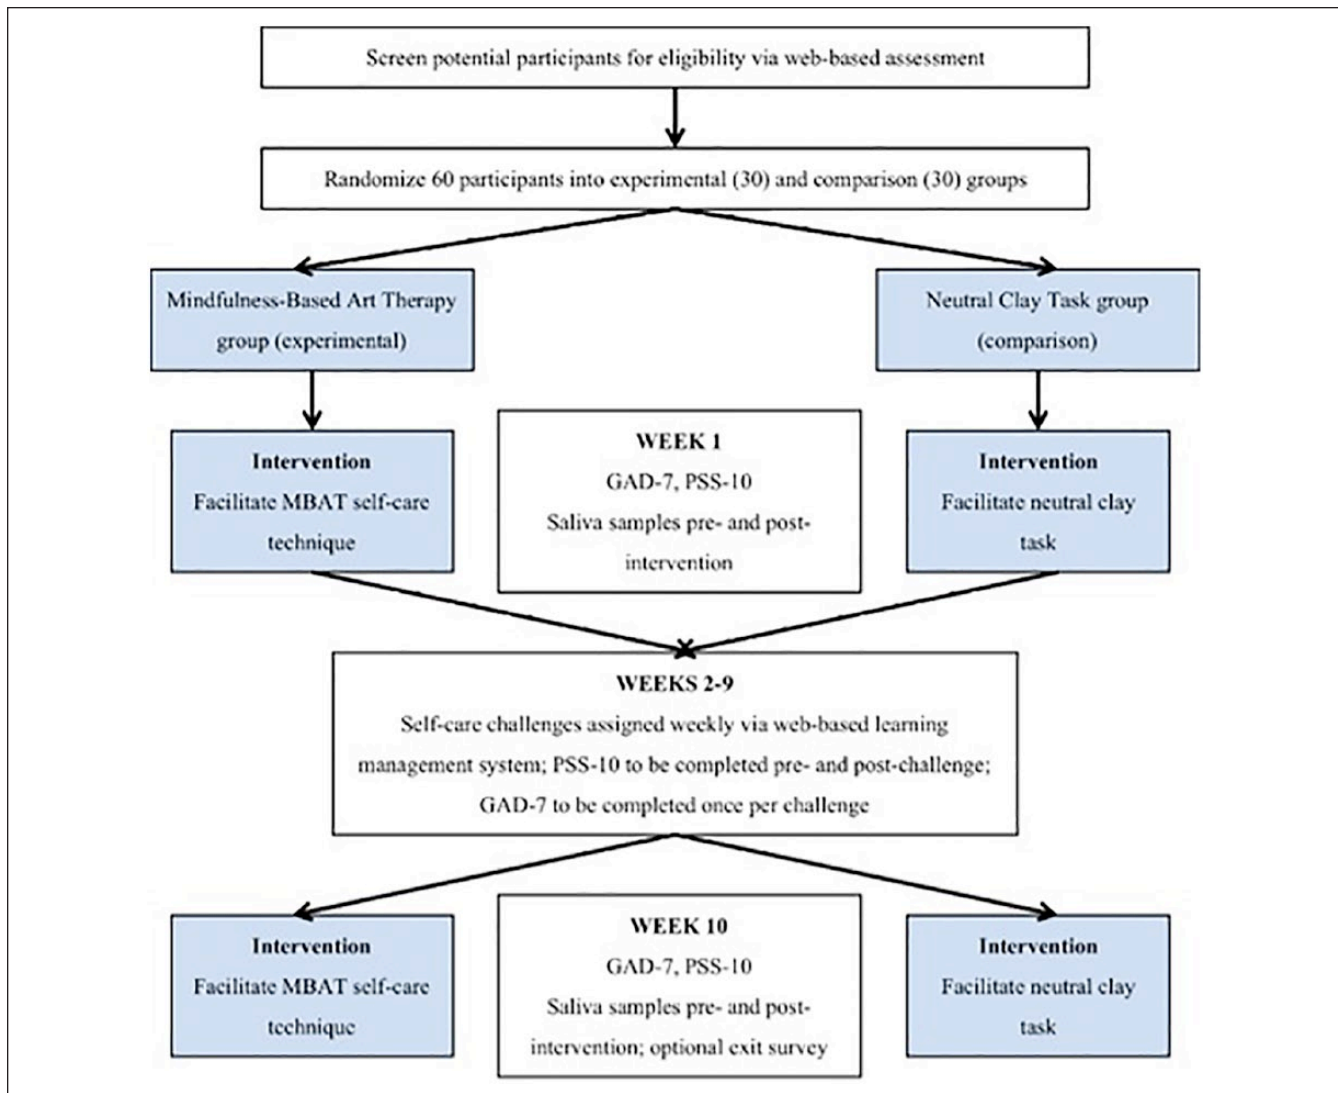 Screen potential participants for eligibility via web-based assessment
Randomize 60 participants into experimental (30) and comparison (30) groups
Mindfulness-Based Art Therapy
group (experimental)
Neutral Clay Task group
(comparison)
Intervention
Facilitate MBAT self-care
technique
WEEK 1
GAD-7, PSS-10
Saliva samples pre- and post-
intervention
Intervention
Facilitate neutral clay
task
WEEKS 2-9
Self-care challenges assigned weekly via web-based learning
management system; PSS-10 to be completed pre- and post-challenge;
GAD-7 to be completed once per challenge
Intervention
Facilitate MBAT self-care
technique
WEEK 10
GAD-7, PSS-10
Saliva samples pre- and post-
intervention; optional exit survey
Intervention
Facilitate neutral clay
task